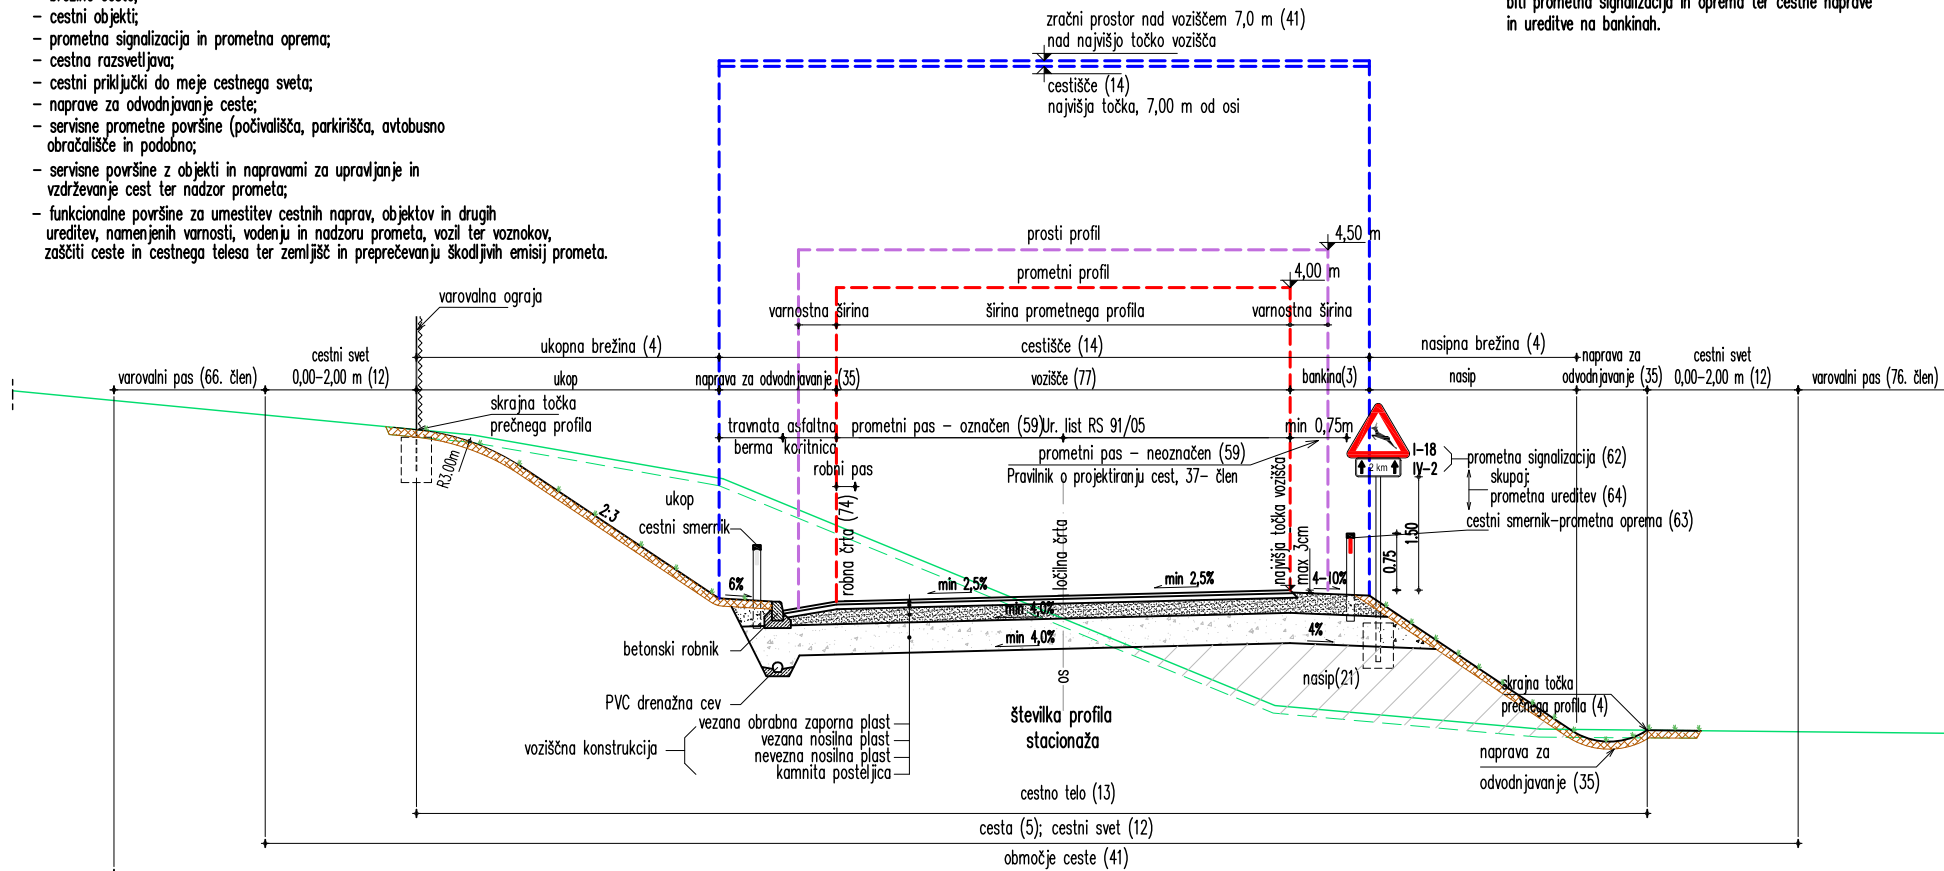 – cestni objekti;
– prometna signalizacija in prometna oprema;
– cestna razsvetljava;
– cestni priključki do meje cestnega sveta;
– naprave za odvodnjavanje ceste;
– servisne prometne površine (počivališča, parkirišča, avtobusno
obračališče in podobno;
– servisne površine z objekti in napravami za upravljanje in
vzdrževanje cest ter nadzor prometa;
– funkcionalne površine za umestitev cestnih naprav, objektov in drugih
ureditev, namenjenih varnosti, vodenju in nadzoru prometa, vozil ter voznokov,
zaščiti ceste in cestnega telesa ter zemljišč in preprečevanju škodljivih emisij prometa.
biti prometna signalizacija in oprema ter cestne naprave
in ureditve na bankinah.
zračni prostor nad voziščem 7,0 m (41)
nad najvišjo točko vozišča
cestišče (14)
najvišja točka, 7,00 m od osi
prosti profil
4,50 m
prometni profil
4,00 m
varovalna ograja
varnostna širina
širina prometnega profila
varnostna širina
ukopna brežina (4)
cestišče (14)
nasipna brežina (4)
varovalni pas (66. člen)
cestni svet
0,00–2,00 m (12)
ukop
naprava za odvodnjavanje (35)
vozišče (77)
bankina(3)
nasip
naprava za
odvodnjavanje (35)
cestni svet
0,00–2,00 m (12)
varovalni pas (76. člen)
skrajna točka
prečnega profila
travnata
berma
asfaltna
koritnica
prometni pas – označen (59)
Ur. list RS 91/05
min 0,75m
prometni pas – neoznačen (59)
Pravilnik o projektiranju cest, 37– člen
robni pas
R3.00m
2:3
ukop
cestni smernik
robna črta (74)
ločilna črta
najvišja točka vozišča
max 3cm
2 km
I–18
IV–2
prometna signalizacija (62)
skupaj:
prometna ureditev (64)
cestni smernik–prometna oprema (63)
1.50
0.75
6%
min 2,5%
min 2,5%
4–10%
min 4,0%
min 4,0%
4%
betonski robnik
PVC drenažna cev
os
nasip(21)
številka profila
stacionaža
skrajna točka
prečnega profila (4)
voziščna konstrukcija
vezana obrabna zaporna plast
vezana nosilna plast
nevezna nosilna plast
kamnita posteljica
naprava za
odvodnjavanje (35)
cestno telo (13)
cesta (5); cestni svet (12)
območje ceste (41)